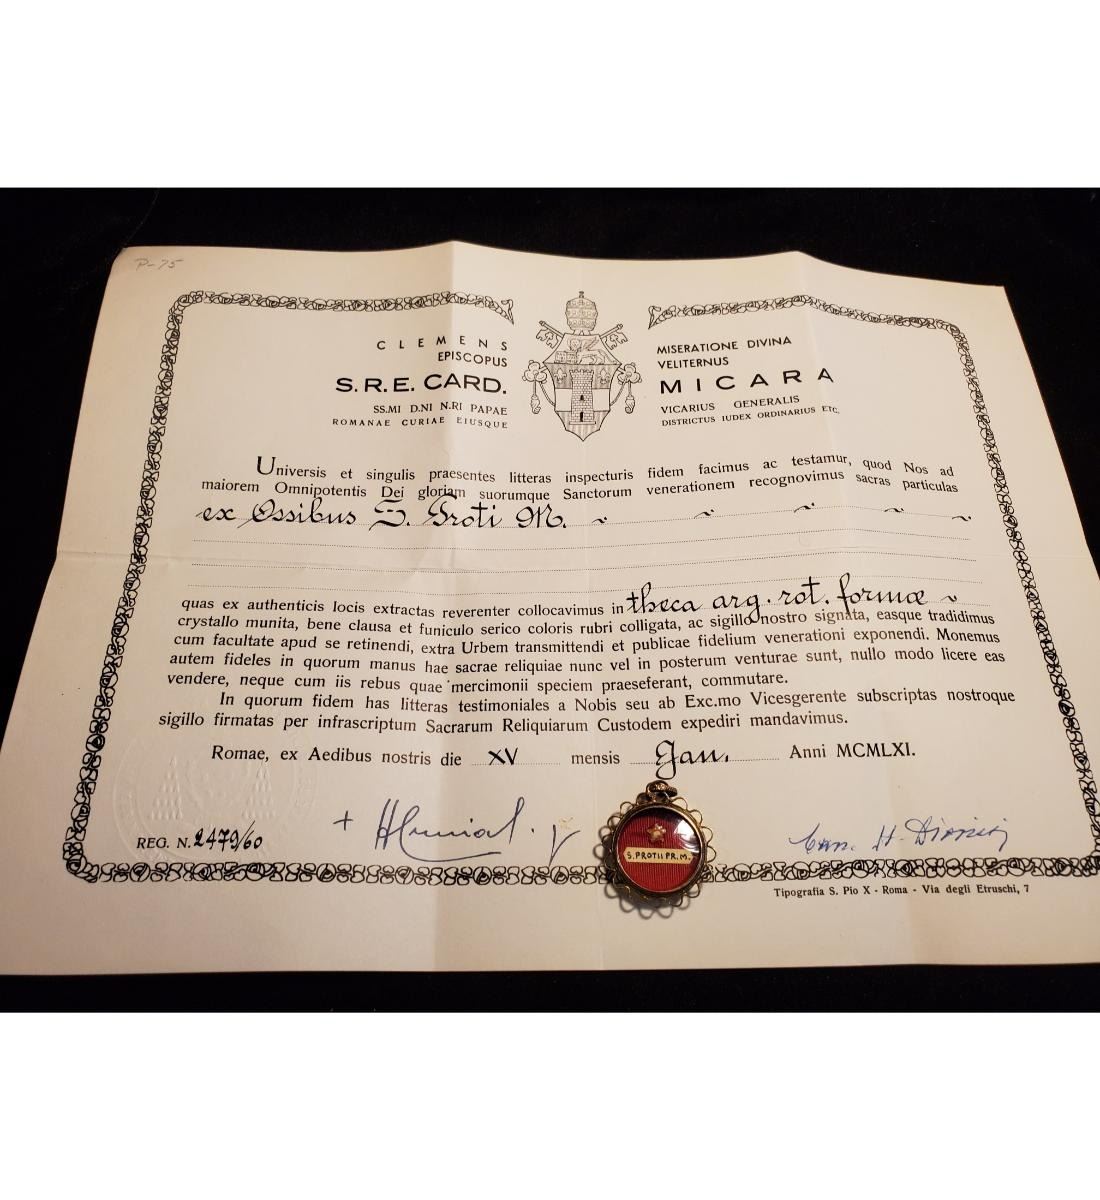 P-75
CLEMENS MISERATIONE DIVINA
EPISCOPUS VELITERNUS
S.R.E. CARD. MICARA
SS.MI D.NI N.RI PAPAE VICARIUS GENERALIS
ROMANAE CURIAE EIUSQUE DISTRICTUS IUDEX ORDINARIUS ETC.
Universis et singulis praesentes litteras inspecturis fidem facimus ac testamur, quod Nos ad
maiorem Omnipotentis Dei gloriam suorumque Sanctorum venerationem recognovimus sacras particulas
ex Ossibus S. Proti M.
quas ex authenticis locis extractas reverenter collocavimus in theca arg. rot. formæ
crystallo munita, bene clausa et funiculo serico coloris rubri colligata, ac sigillo nostro signata, easque tradidimus
cum facultate apud se retinendi, extra Urbem transmittendi et publicae fidelium venerationi exponendi. Monemus
autem fideles in quorum manus hae sacrae reliquiae nunc vel in posterum venturae sunt, nullo modo licere eas
vendere, neque cum iis rebus quae mercimonii speciem praeseferant, commutare.
In quorum fidem has litteras testimoniales a Nobis seu ab Exc.mo Vicesgerente subscriptas nostroque
sigillo firmatas per infrascriptum Sacrarum Reliquiarum Custodem expediri mandavimus.
Romae, ex Aedibus nostris die XV mensis Jan. Anni MCMLXI.
REG. N. 2479/60
S. PROTII PR. M.
Tipografia S. Pio X - Roma - Via degli Etruschi, 7